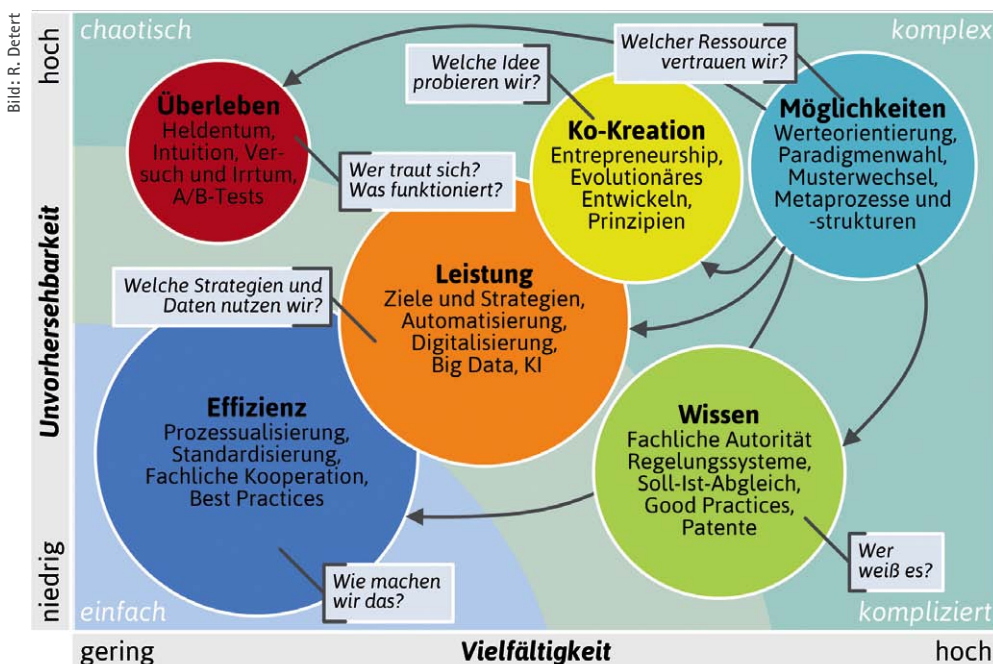 Bild: R. Detert
hoch
Unvorhersehbarkeit
niedrig
chaotisch
komplex
Welche Idee
probieren wir?
Welcher Ressource
vertrauen wir?
Überleben
Heldentum,
Intuition, Ver-
such und Irrtum,
A/B-Tests
Wer traut sich?
Was funktioniert?
Ko-Kreation
Entrepreneurship,
Evolutionäres
Entwickeln,
Prinzipien
Möglichkeiten
Werteorientierung,
Paradigmenwahl,
Musterwechsel,
Metaprozesse und
-strukturen
Welche Strategien und
Daten nutzen wir?
Leistung
Ziele und Strategien,
Automatisierung,
Digitalisierung,
Big Data, KI
Effizienz
Prozessualisierung,
Standardisierung,
Fachliche Kooperation,
Best Practices
Wissen
Fachliche Autorität
Regelungssysteme,
Soll-Ist-Abgleich,
Good Practices,
Patente
Wie machen
wir das?
Wer
weiß es?
einfach
kompliziert
gering
Vielfältigkeit
hoch